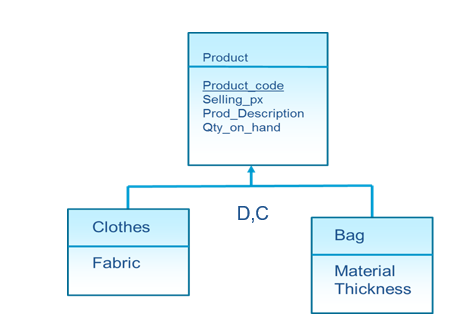 Product
Product_code
Selling_px
Prod_Description
Qty_on_hand
D,C
Clothes
Fabric
Bag
Material
Thickness